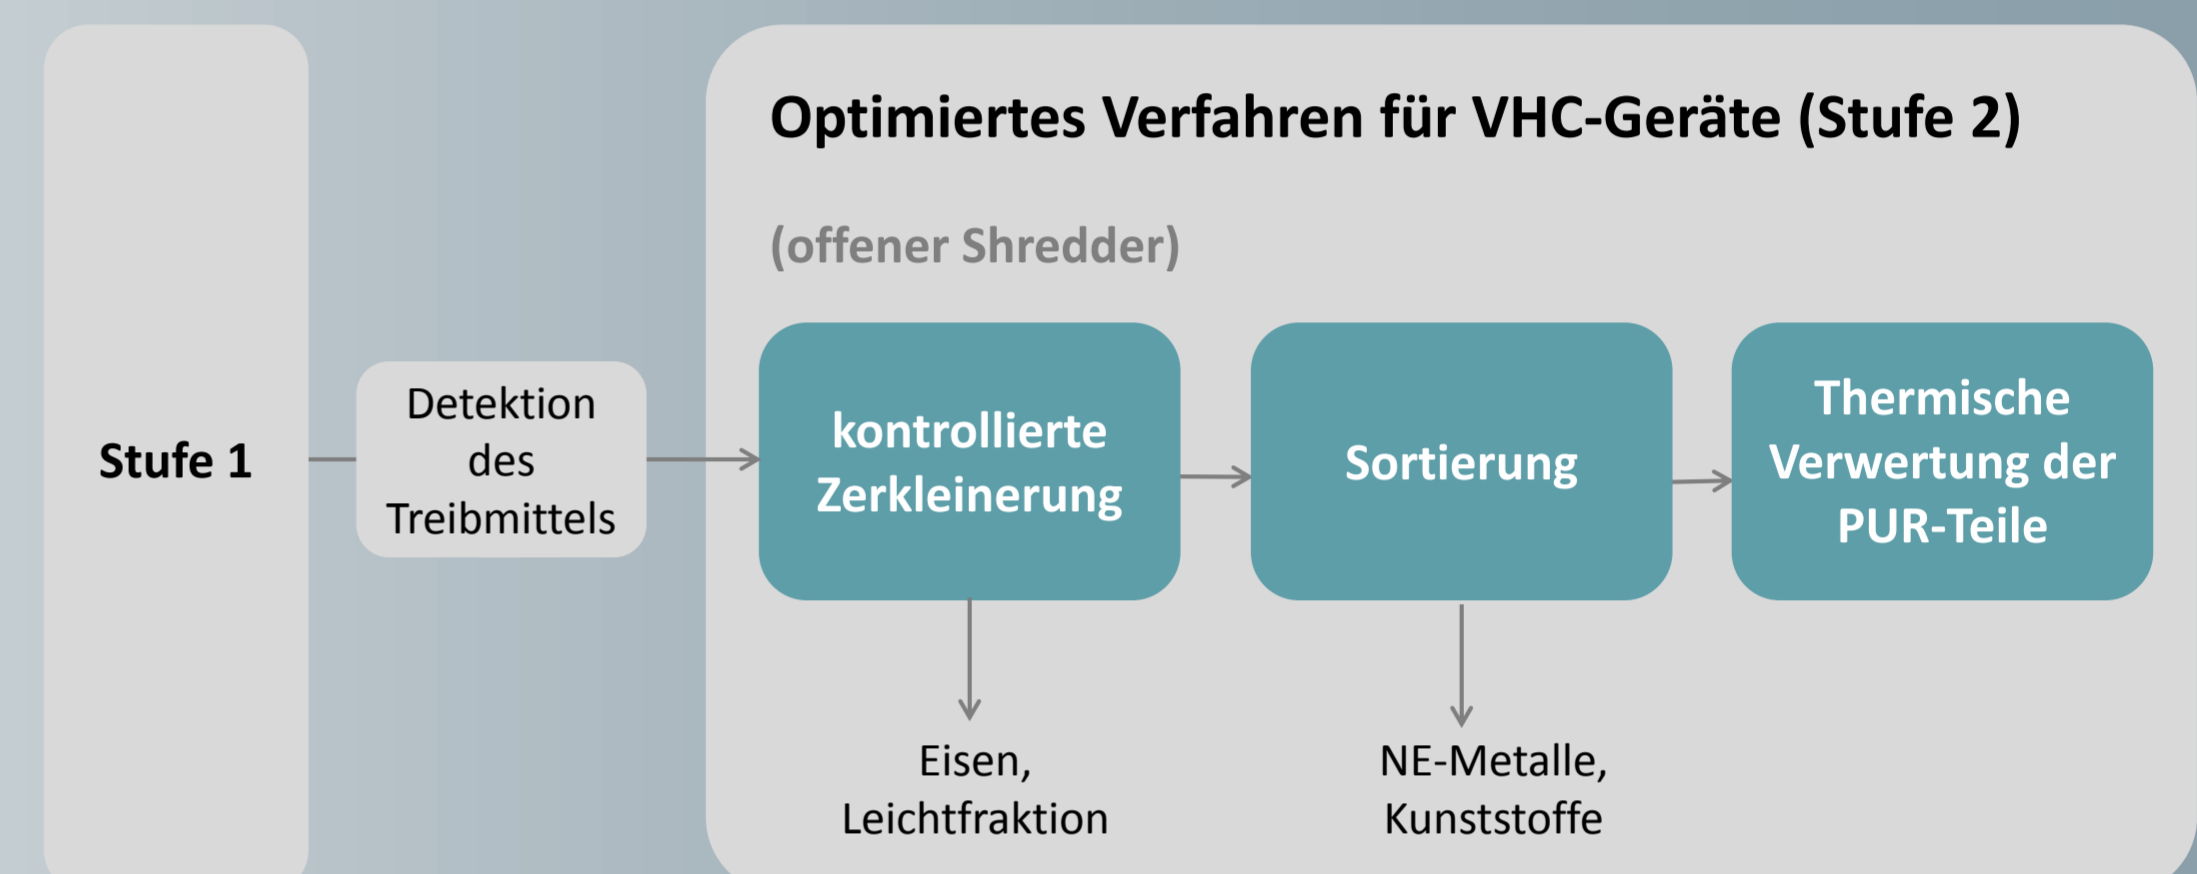 Optimiertes Verfahren für VHC-Geräte (Stufe 2)
(offener Shredder)
Stufe 1
Detektion
des
Treibmittels
kontrollierte
Zerkleinerung
Sortierung
Thermische
Verwertung der
PUR-Teile
Eisen,
Leichtfraktion
NE-Metalle,
Kunststoffe